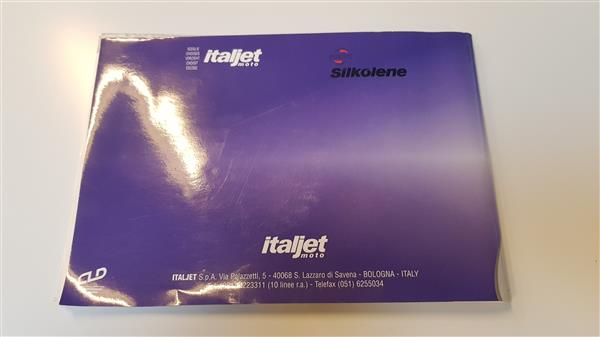 italjet
moto
Silkolene
italjet
moto
CLD
ITALJET S.p.A. Via Palazzetti, 5 - 40068 S. Lazzaro di Savena - BOLOGNA - ITALY
(10 linee r.a.) - Telefax (051) 6255034